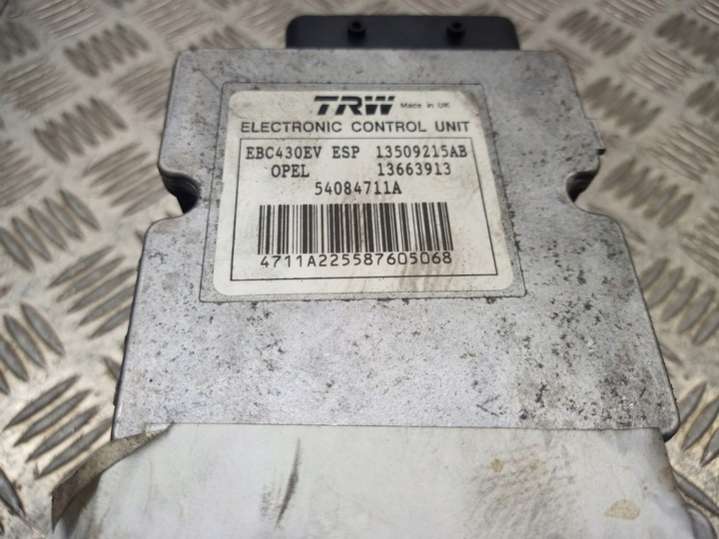 TRW Made in UK
ELECTRONIC CONTROL UNIT
EBC430EV ESP 13509215AB
OPEL 13663913
54084711A
4711A225587605068